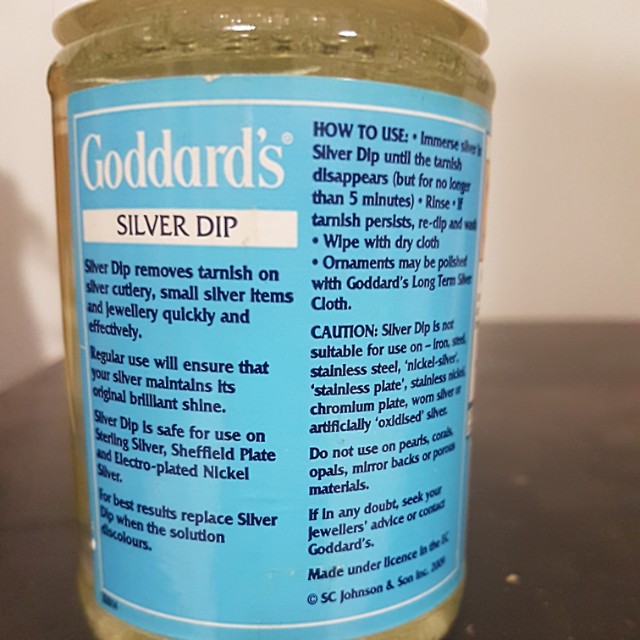 Goddard's®
SILVER DIP
Silver Dip removes tarnish on
silver cutlery, small silver items
and jewellery quickly and
effectively.
Regular use will ensure that
your silver maintains its
original brilliant shine.
Silver Dip is safe for use on
Sterling Silver, Sheffield Plate
and Electro-plated Nickel
Silver.
For best results replace Silver
Dip when the solution
discolours.
HOW TO USE: • Immerse silver in
Silver Dip until the tarnish
disappears (but for no longer
than 5 minutes) • Rinse • If
tarnish persists, re-dip and
• Wipe with dry cloth
• Ornaments may be polished
with Goddard's Long Term Silver
Cloth.
CAUTION: Silver Dip is not
suitable for use on – iron, steel,
stainless steel, 'nickel-silver',
'stainless plate', stainless nickel,
chromium plate, worn silver or
artificially 'oxidised' silver.
Do not use on pearls, corals,
opals, mirror backs or porous
materials.
If in any doubt, seek your
Jewellers' advice or contact
Goddard's.
Made under licence in the EC
© SC Johnson & Son Inc.